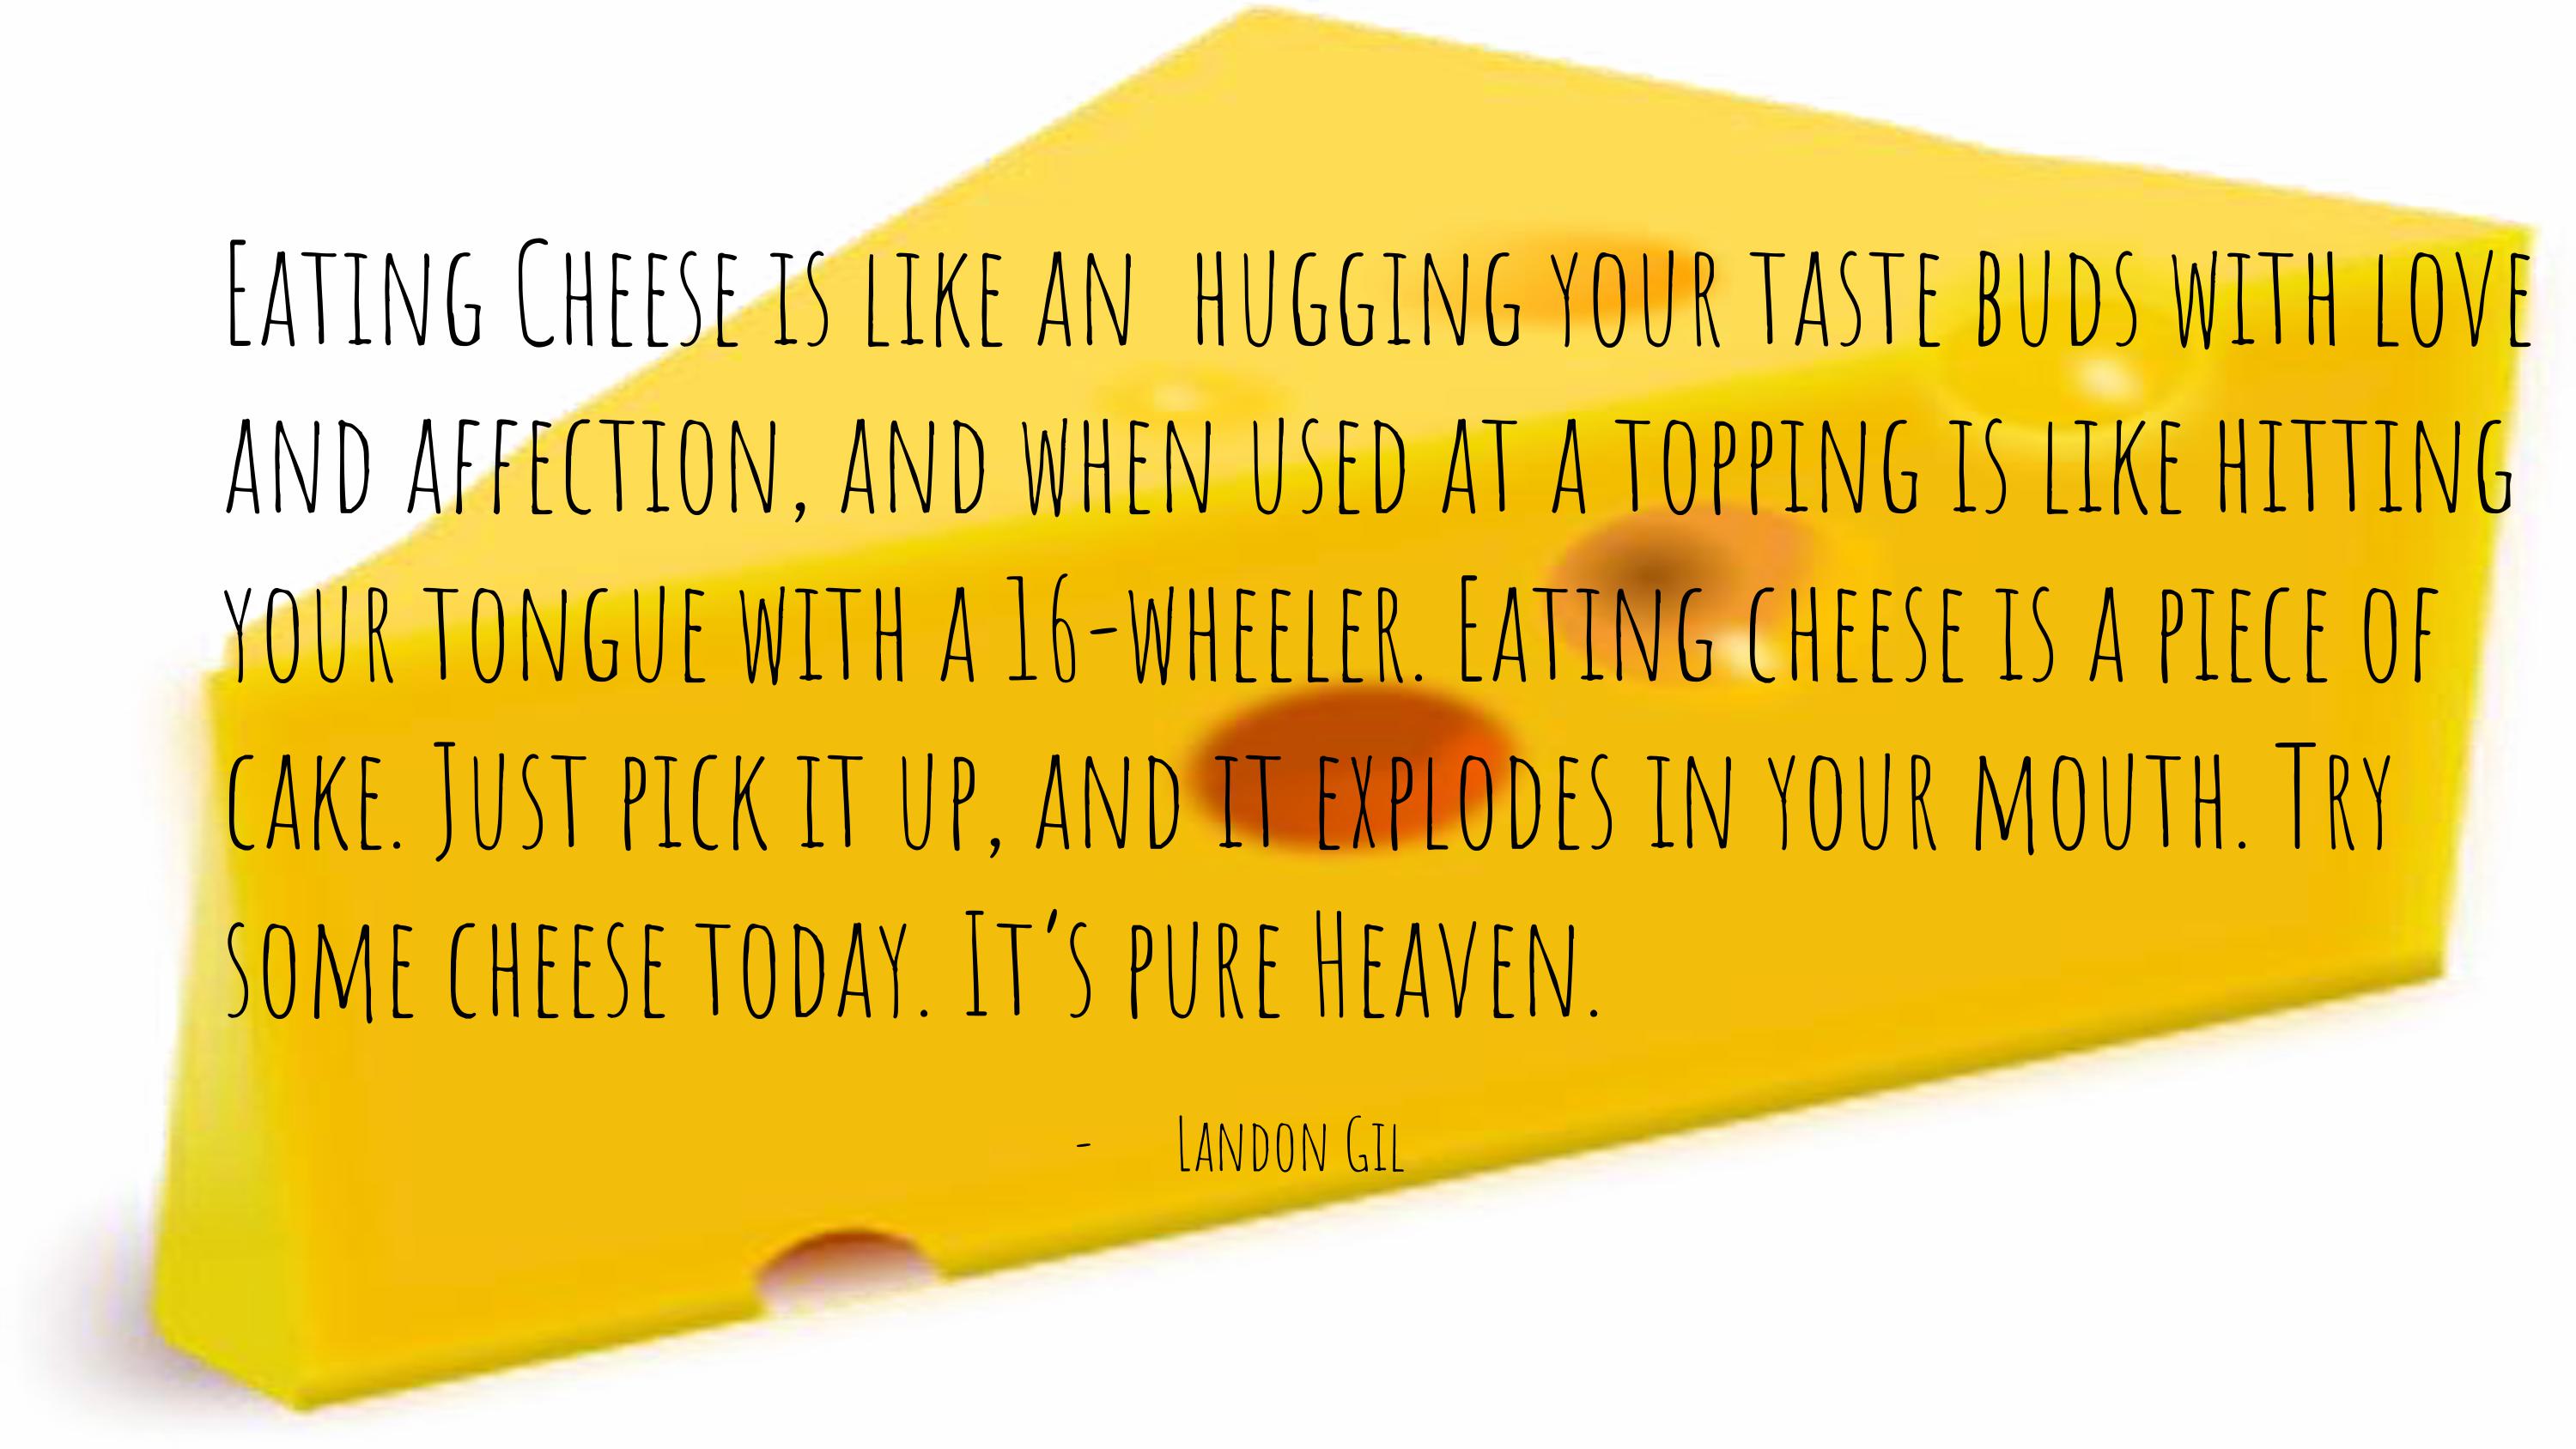 Eating Cheese is like an  hugging your taste buds with love
and affection, and when used at a topping is like hitting
your tongue with a 16-wheeler. Eating cheese is a piece of
cake. Just pick it up, and it explodes in your mouth. Try
some cheese today. It's pure Heaven.
- Landon Gil